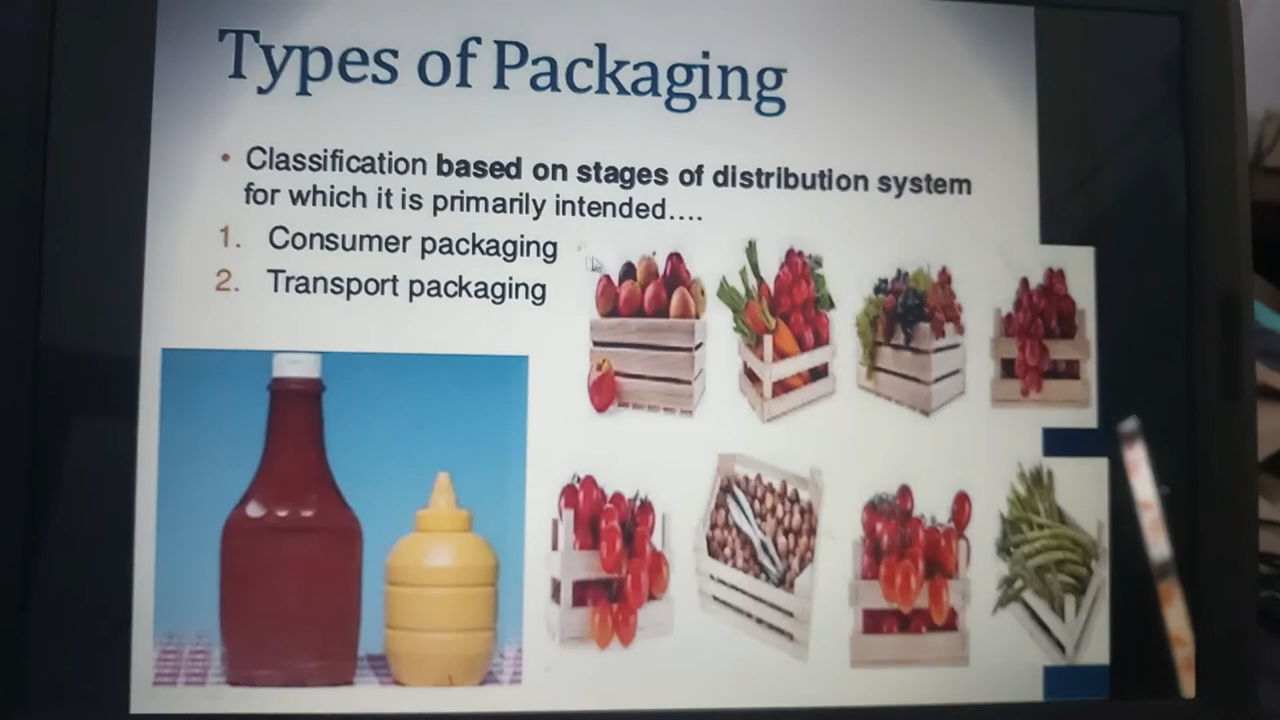 Types of Packaging
• Classification based on stages of distribution system
for which it is primarily intended....
1. Consumer packaging
2. Transport packaging